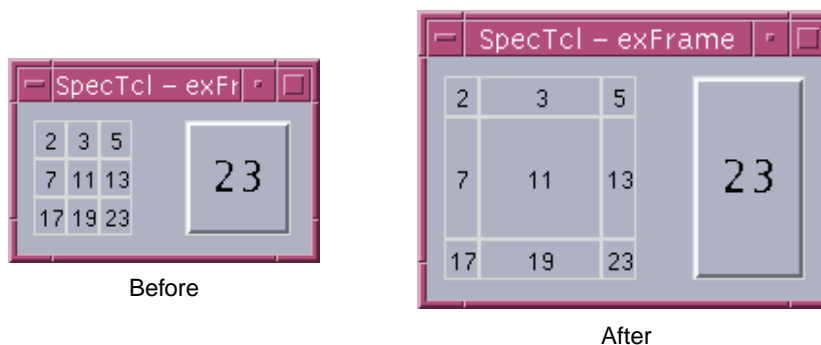 SpecTcl – exFr
2 3 5
7 11 13
17 19 23
23
Before
SpecTcl – exFrame
2 3 5
7 11 13
17 19 23
23
After